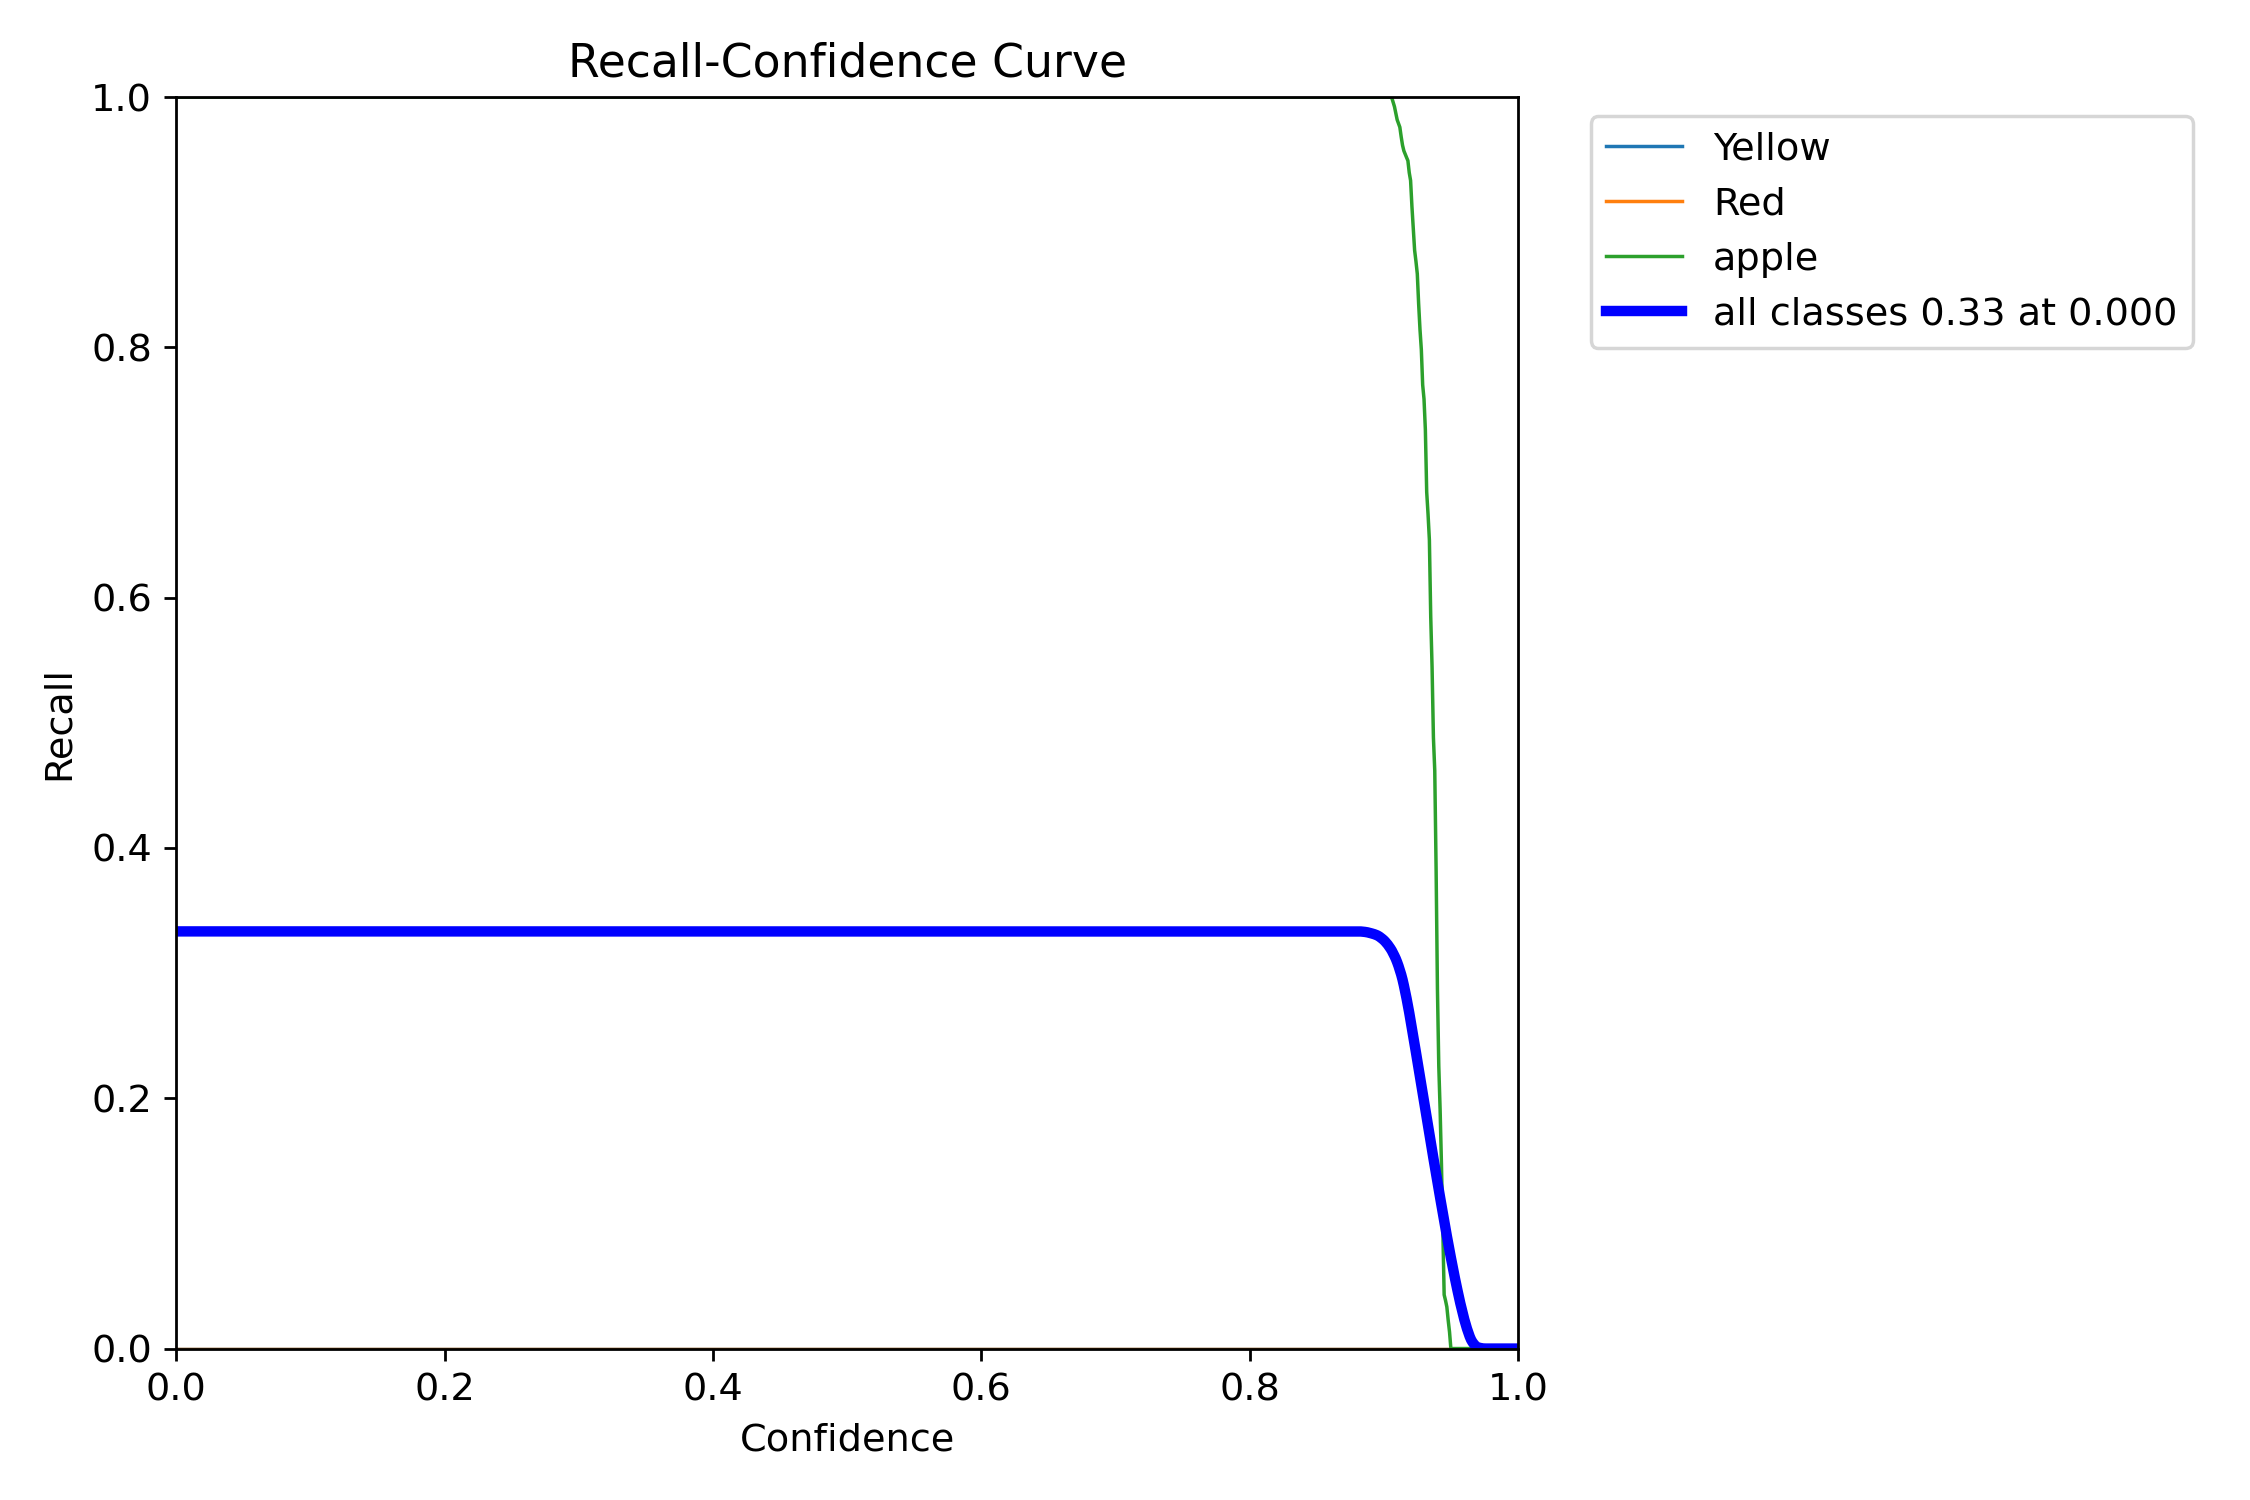 Recall-Confidence Curve
1.0
0.8
0.6
0.4
0.2
0.0
Recall
0.0 0.2 0.4 0.6 0.8 1.0
Confidence
Yellow
Red
apple
all classes 0.33 at 0.000